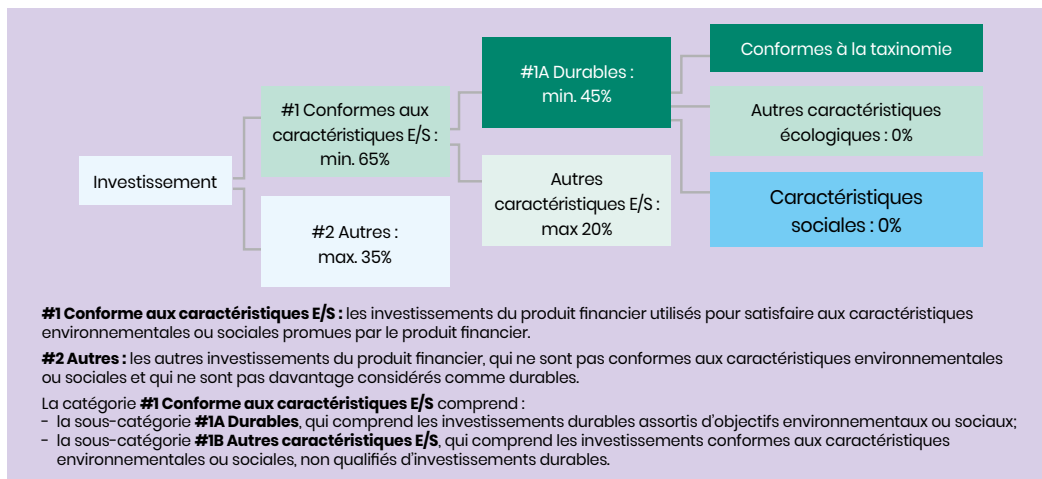 Investissement
#1 Conformes aux
caractéristiques E/S :
min. 65%
#2 Autres :
max. 35%
#1A Durables :
min. 45%
Autres
caractéristiques E/S :
max 20%
Conformes à la taxinomie
Autres caractéristiques
écologiques : 0%
Caractéristiques
sociales : 0%
#1 Conforme aux caractéristiques E/S : les investissements du produit financier utilisés pour satisfaire aux caractéristiques
environnementales ou sociales promues par le produit financier.
#2 Autres : les autres investissements du produit financier, qui ne sont pas conformes aux caractéristiques environnementales
ou sociales et qui ne sont pas davantage considérés comme durables.
La catégorie #1 Conforme aux caractéristiques E/S comprend :
- la sous-catégorie #1A Durables, qui comprend les investissements durables assortis d'objectifs environnementaux ou sociaux;
- la sous-catégorie #1B Autres caractéristiques E/S, qui comprend les investissements conformes aux caractéristiques
environnementales ou sociales, non qualifiés d'investissements durables.